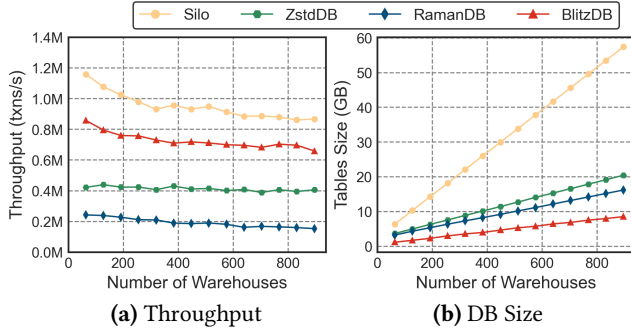 Silo ZstdDB RamanDB BlitzDB
1.4M
1.2M
1.0M
0.8M
0.6M
0.4M
0.2M
0.0M
Throughput (txns/s)
0 200 400 600 800
Number of Warehouses
(a) Throughput
60
50
40
30
20
10
0
Tables Size (GB)
0 200 400 600 800
Number of Warehouses
(b) DB Size